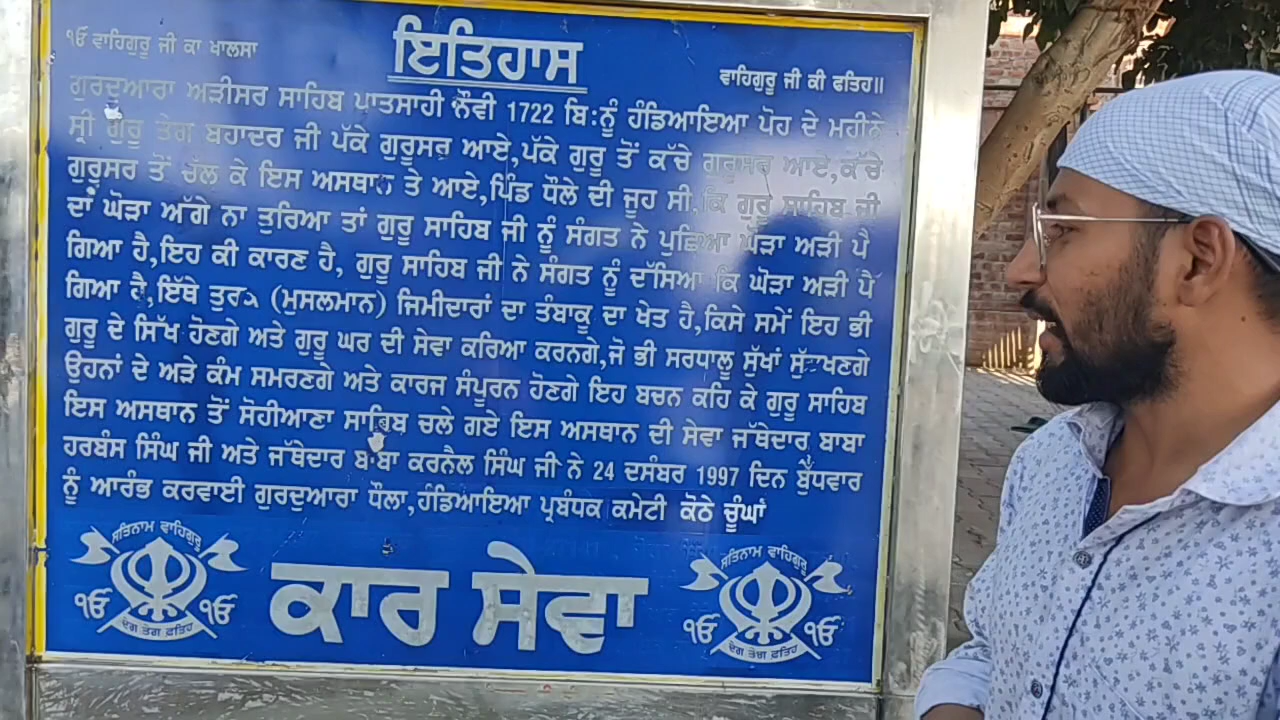 ੴ ਵਾਹਿਗੁਰੂ ਜੀ ਕਾ ਖਾਲਸਾ
ਇਤਿਹਾਸ
ਵਾਹਿਗੁਰੂ ਜੀ ਕੀ ਫਤਿਹ॥
ਗੁਰਦੁਆਰਾ ਅੜੀਸਰ ਸਾਹਿਬ ਪਾਤਸਾਹੀ ਨੌਵੀ 1722 ਬਿ:ਨੂੰ ਹੰਡਿਆਇਆ ਪੋਹ ਦੇ ਮਹੀਨੇ
ਸ੍ਰੀ ਗੁਰੂ ਤੇਗ ਬਹਾਦਰ ਜੀ ਪੱਕੇ ਗੁਰੂਸਰ ਆਏ,ਪੱਕੇ ਗੁਰੂ ਤੋਂ ਕੱਚੇ ਗਰੂਸਰ ਆਏ,ਕੱਚੇ
ਗੁਰੂਸਰ ਤੋਂ ਚੱਲ ਕੇ ਇਸ ਅਸਥਾਨ ਤੇ ਆਏ,ਪਿੰਡ ਧੌਲੇ ਦੀ ਜੂਹ ਸੀ.ਕਿ ਗੁਰੂ ਸਾਹਿਬ ਜੀ
ਦਾਂ ਘੋੜਾ ਅੱਗੇ ਨਾ ਤੁਰਿਆ ਤਾਂ ਗੁਰੂ ਸਾਹਿਬ ਜੀ ਨੂੰ ਸੰਗਤ ਨੇ ਪੁਛਿਆ ਘੋੜਾ ਅੜੀ ਪੈ
ਗਿਆ ਹੈ,ਇਹ ਕੀ ਕਾਰਣ ਹੈ, ਗੁਰੂ ਸਾਹਿਬ ਜੀ ਨੇ ਸੰਗਤ ਨੂੰ ਦੱਸਿਆ ਕਿ ਘੋੜਾ ਅੜੀ ਪੈ
ਗਿਆ ਹੈ,ਇੱਥੇ ਤੁਰਕ (ਮੁਸਲਮਾਨ) ਜਿਮੀਦਾਰਾਂ ਦਾ ਤੰਬਾਕੂ ਦਾ ਖੇਤ ਹੈ,ਕਿਸੇ ਸਮੇਂ ਇਹ ਭੀ
ਗੁਰੂ ਦੇ ਸਿੱਖ ਹੋਣਗੇ ਅਤੇ ਗੁਰੂ ਘਰ ਦੀ ਸੇਵਾ ਕਰਿਆ ਕਰਨਗੇ,ਜੋ ਭੀ ਸਰਧਾਲੂ ਸੁੱਖਾਂ
ਉਹਨਾਂ ਦੇ ਅੜੇ ਕੰਮ ਸਮਰਣਗੇ ਅਤੇ ਕਾਰਜ ਸੰਪੂਰਨ ਹੋਣਗੇ ਇਹ ਬਚਨ ਕਹਿ ਕੇ ਗੁਰੂ ਸਾਹਿਬ
ਇਸ ਅਸਥਾਨ ਤੋਂ ਸੋਹੀਆਣਾ ਸਾਹਿਬ ਚਲੇ ਗਏ ਇਸ ਅਸਥਾਨ ਦੀ ਸੇਵਾ ਜੱਥੇਦਾਰ ਬਾਬਾ
ਹਰਬੰਸ ਸਿੰਘ ਜੀ ਅਤੇ ਜੱਥੇਦਾਰ ਬਾਬਾ ਕਰਨੈਲ ਸਿੰਘ ਜੀ ਨੇ 24 ਦਸੰਬਰ 1997 ਦਿਨ ਬੁੱਧਵਾਰ
ਨੂੰ ਆਰੰਭ ਕਰਵਾਈ ਗੁਰਦੁਆਰਾ ਧੌਲਾ,ਹੰਡਿਆਇਆ ਪ੍ਰਬੰਧਕ ਕਮੇਟੀ ਕੋਠੇ ਚੂੰਘਾਂ
ਸਤਿਨਾਮ ਵਾਹਿਗੁਰੂ
ੴ ੴ
ਦੇਗ ਤੇਗ ਫਤਿਹ
ਕਾਰ ਸੇਵਾ
ਸਤਿਨਾਮ ਵਾਹਿਗੁਰੂ
ੴ ੴ
ਦੇਗ ਤੇਗ ਫਤਿਹ